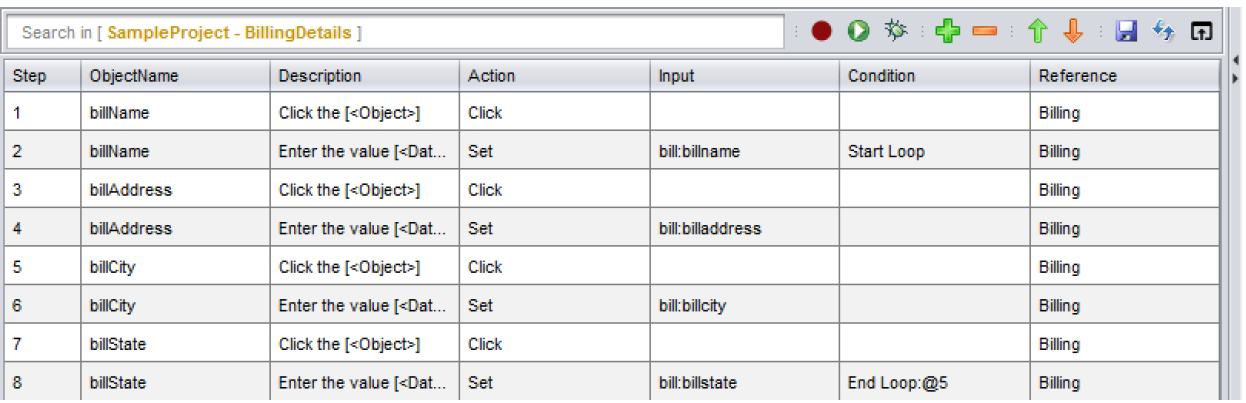 Search in [ SampleProject - BillingDetails ]
Step ObjectName Description Action Input Condition Reference
1 billName Click the [<Object>] Click Billing
2 billName Enter the value [<Dat... Set bill:billname Start Loop Billing
3 billAddress Click the [<Object>] Click Billing
4 billAddress Enter the value [<Dat... Set bill:billaddress Billing
5 billCity Click the [<Object>] Click Billing
6 billCity Enter the value [<Dat... Set bill:billcity Billing
7 billState Click the [<Object>] Click Billing
8 billState Enter the value [<Dat... Set bill:billstate End Loop:@5 Billing